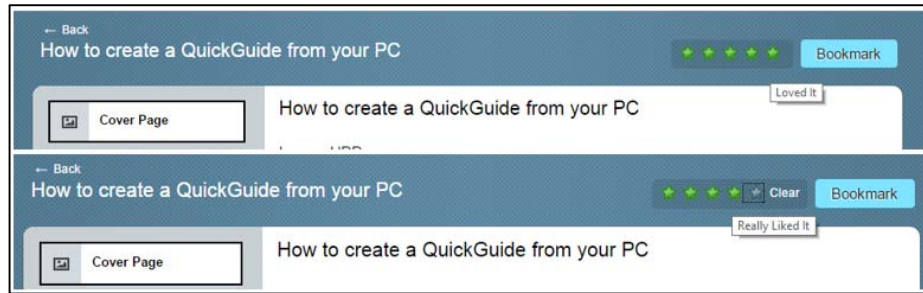 ← Back
How to create a QuickGuide from your PC
Bookmark
Loved It
Cover Page
How to create a QuickGuide from your PC
← Back
How to create a QuickGuide from your PC
Clear
Bookmark
Really Liked It
Cover Page
How to create a QuickGuide from your PC